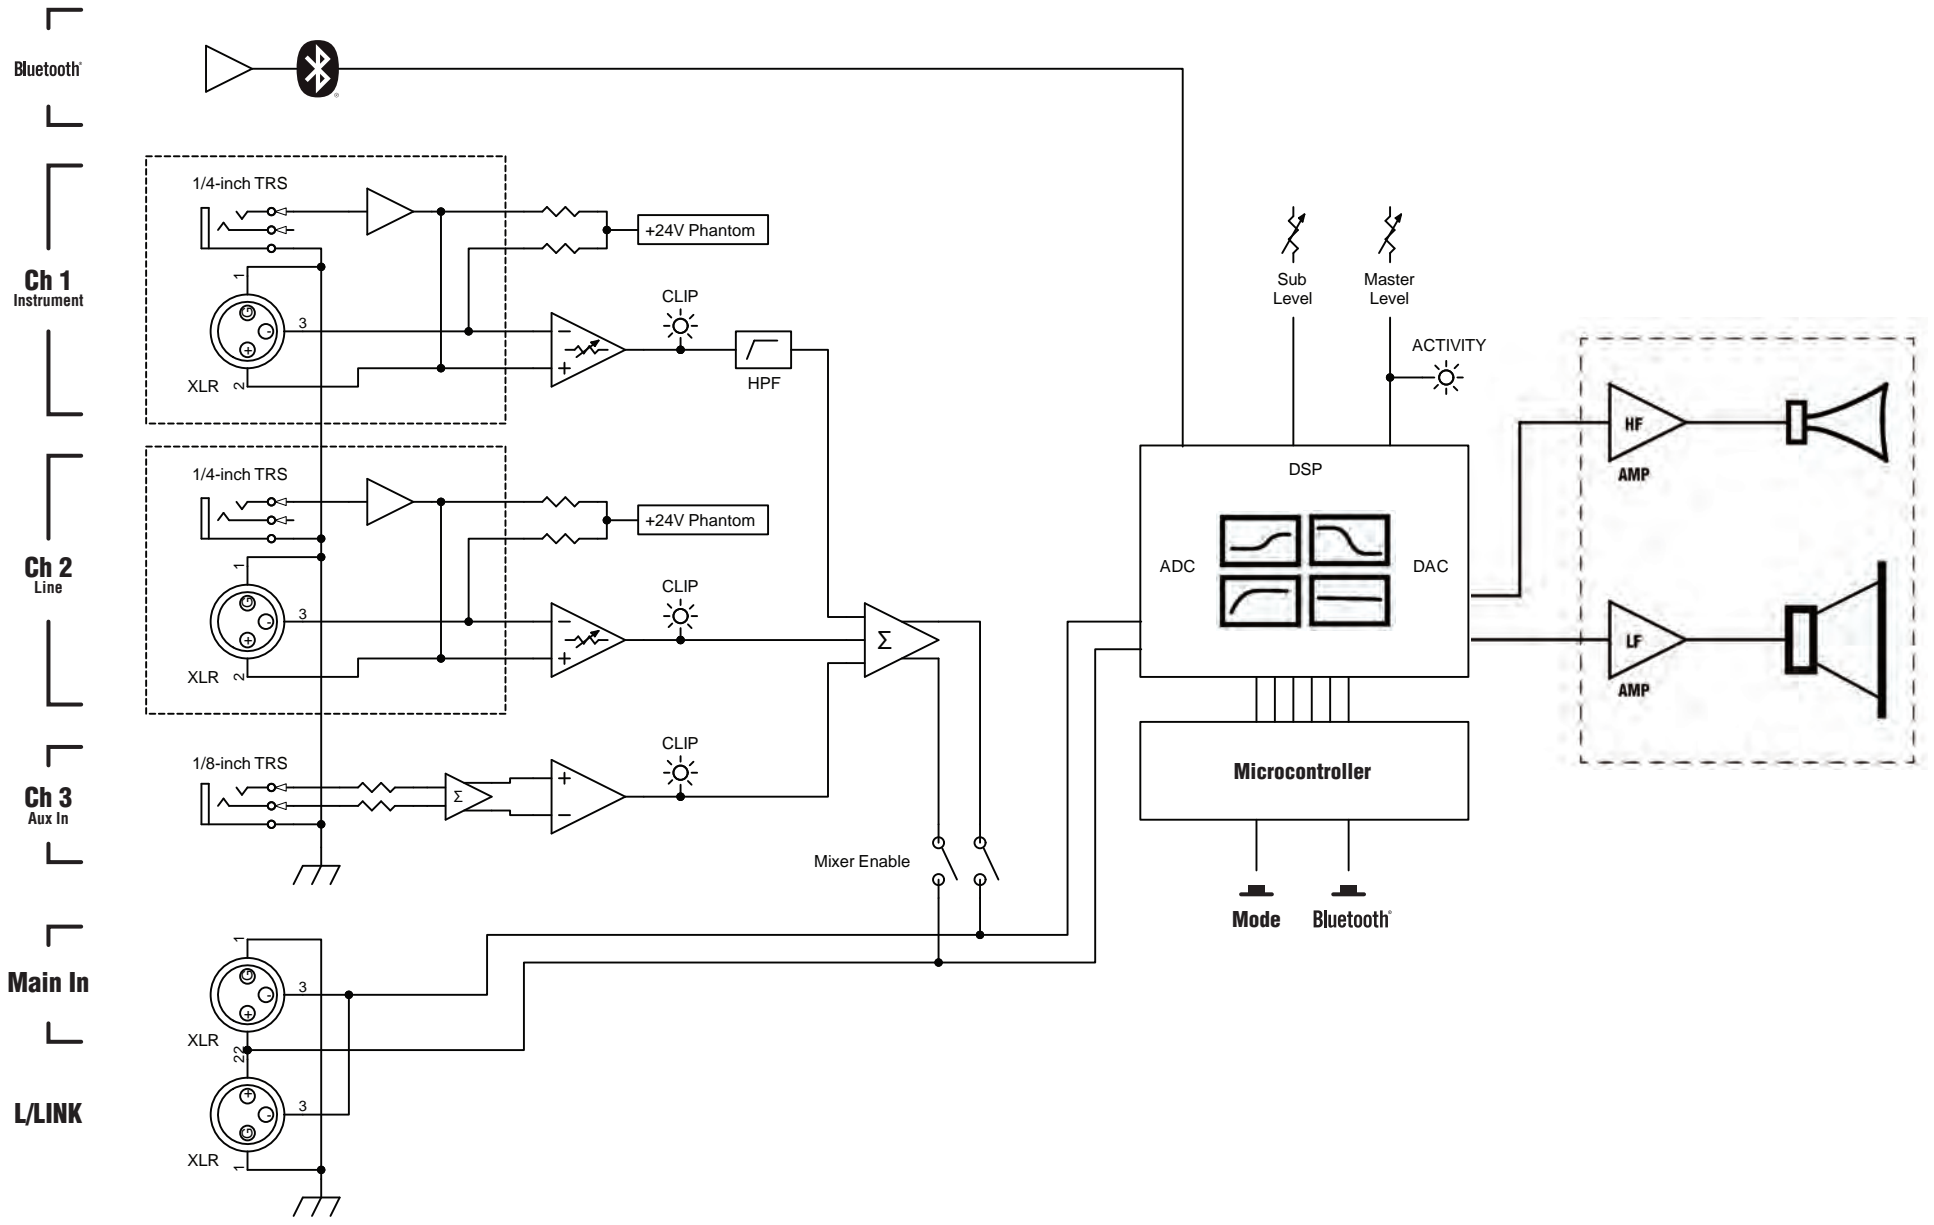 Bluetooth®
1/4-inch TRS
+24V Phantom
Ch 1
Instrument
1
G
-
+
3
XLR
2
-
+
CLIP
HPF
1/4-inch TRS
+24V Phantom
Ch 2
Line
1
G
-
+
3
XLR
2
-
+
CLIP
Σ
1/8-inch TRS
Ch 3
Aux In
Σ
+
-
CLIP
Mixer Enable
Main In
1
G
-
+
3
XLR
2
2
L/LINK
+
-
G
3
XLR
1
Sub
Level
Master
Level
ACTIVITY
DSP
ADC
DAC
Microcontroller
Mode
Bluetooth®
HF
AMP
LF
AMP